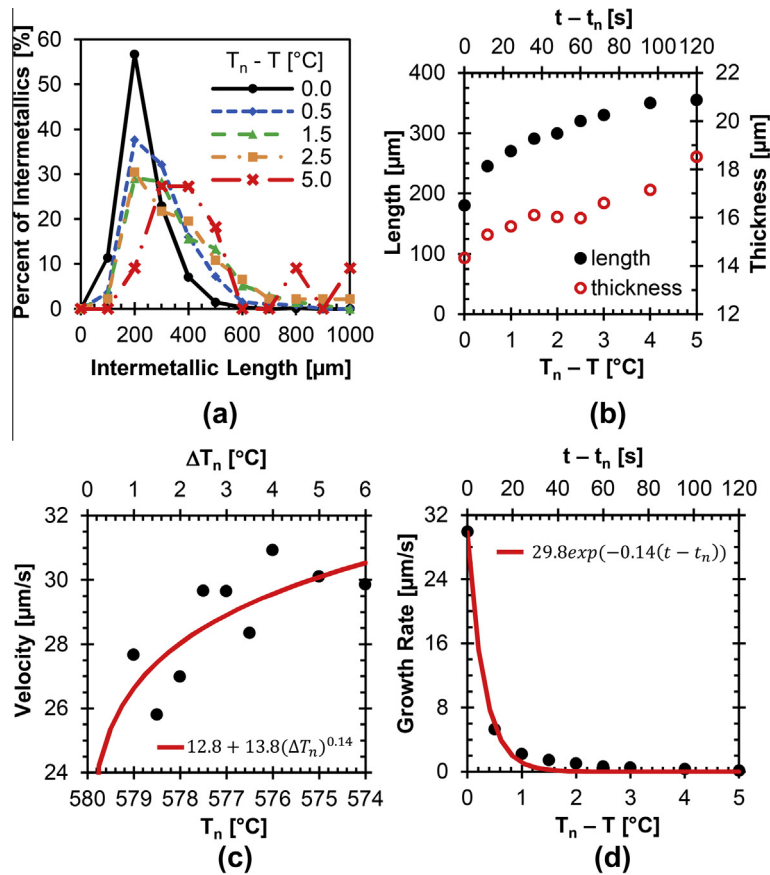 Percent of Intermetallics [%]
60
50
40
30
20
10
0
Tn - T [°C]
0.0
0.5
1.5
2.5
5.0
0 200 400 600 800 1000
Intermetallic Length [µm]
(a)
t – tn [s]
0 20 40 60 80 100 120
Length [µm]
400
300
200
100
0
length
thickness
22
20
18
16
14
12
Thickness [µm]
0 1 2 3 4 5
Tn – T [°C]
(b)
ΔTn [°C]
0 1 2 3 4 5 6
Velocity [µm/s]
32
30
28
26
24
12.8 + 13.8(ΔTn)^0.14
580 579 578 577 576 575 574
Tn [°C]
(c)
t – tn [s]
0 20 40 60 80 100 120
Growth Rate [µm/s]
32
24
16
8
0
29.8exp(−0.14(t − tn))
0 1 2 3 4 5
Tn – T [°C]
(d)